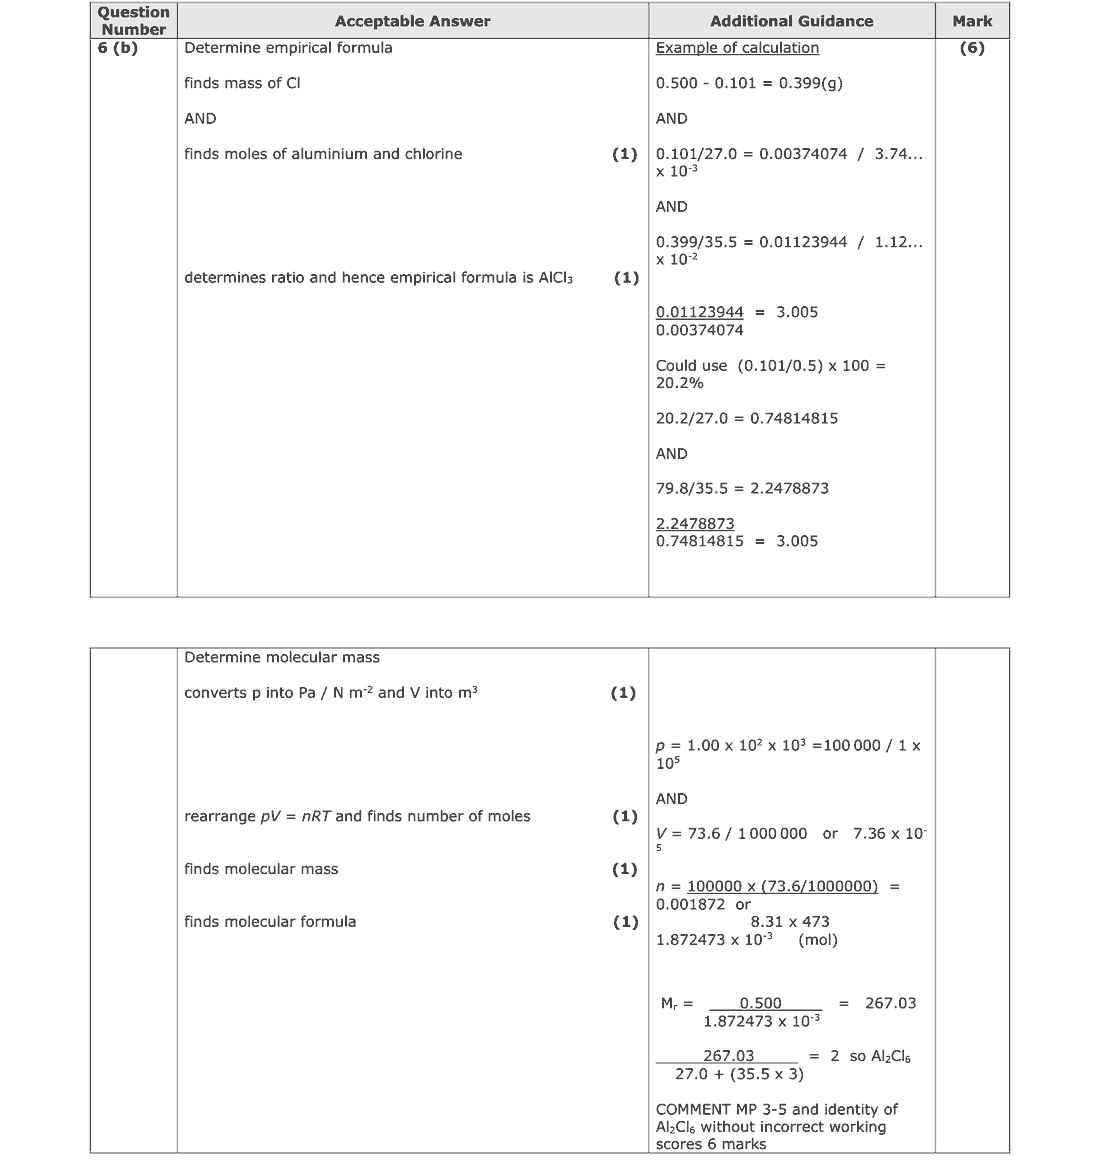 Question Number Acceptable Answer Additional Guidance Mark
6 (b) Determine empirical formula Example of calculation (6)
finds mass of Cl 0.500 - 0.101 = 0.399(g)
AND AND
finds moles of aluminium and chlorine (1) 0.101/27.0 = 0.00374074 / 3.74...
x 10⁻³
AND
0.399/35.5 = 0.01123944 / 1.12...
x 10⁻²
determines ratio and hence empirical formula is AlCl₃ (1)
0.01123944 = 3.005
0.00374074
Could use (0.101/0.5) x 100 =
20.2%
20.2/27.0 = 0.74814815
AND
79.8/35.5 = 2.2478873
2.2478873
0.74814815 = 3.005
Determine molecular mass
converts p into Pa / N m⁻² and V into m³ (1)
p = 1.00 x 10² x 10³ =100 000 / 1 x
10⁵
AND
rearrange pV = nRT and finds number of moles (1)
V = 73.6 / 1 000 000 or 7.36 x 10⁻
⁵
finds molecular mass (1)
n = 100000 x (73.6/1000000) =
0.001872 or
finds molecular formula (1) 8.31 x 473
1.872473 x 10⁻³ (mol)
Mᵣ = 0.500 = 267.03
1.872473 x 10⁻³
267.03 = 2 so Al₂Cl₆
27.0 + (35.5 x 3)
COMMENT MP 3-5 and identity of
Al₂Cl₆ without incorrect working
scores 6 marks